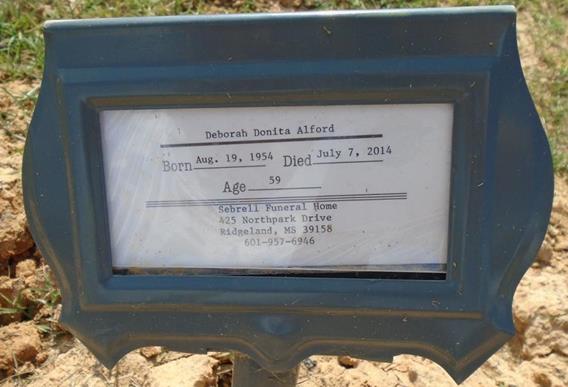 Deborah Donita Alford
Born Aug. 19, 1954 Died July 7, 2014
Age 59
Sebrell Funeral Home
425 Northpark Drive
Ridgeland, MS 39158
601-957-6946